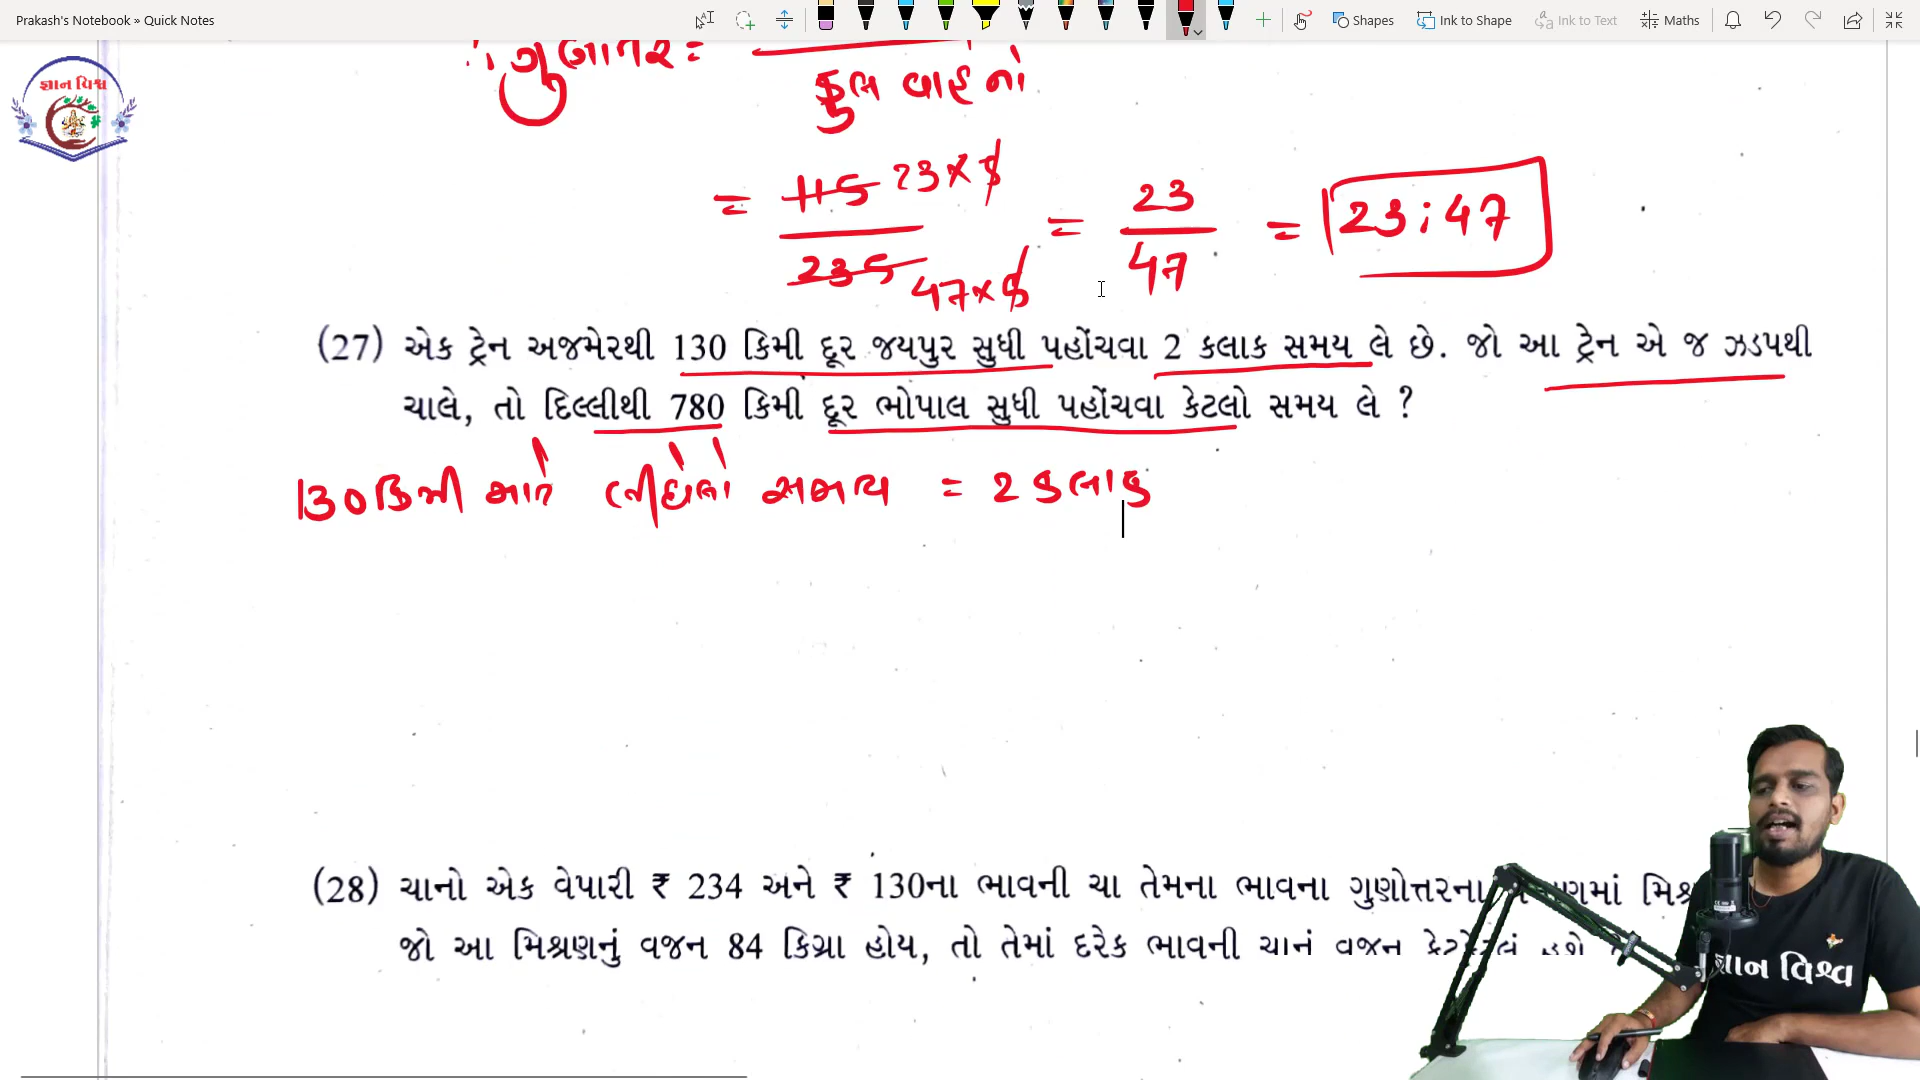 Prakash's Notebook » Quick Notes
Shapes Ink to Shape Ink to Text Maths
જ્ઞાન વિશ્વ
∴ ગુણોત્તર =
કુલ વાહનો
= 115 23 × 5 = 23 = 23 : 47
235 47 × 5 47
(27) એક ટ્રેન અજમેરથી 130 કિમી દૂર જયપુર સુધી પહોંચવા 2 કલાક સમય લે છે. જો આ ટ્રેન એ જ ઝડપથી
ચાલે, તો દિલ્લીથી 780 કિમી દૂર ભોપાલ સુધી પહોંચવા કેટલો સમય લે ?
130 કિમી માટે લીધેલો સમય = 2 કલાક
(28) ચાનો એક વેપારી ₹ 234 અને ₹ 130ના ભાવની ચા તેમના ભાવના ગુણોત્તરના
જો આ મિશ્રણનું વજન 84 કિગ્રા હોય, તો તેમાં દરેક ભાવની ચાનું વજન
જ્ઞાન વિશ્વ